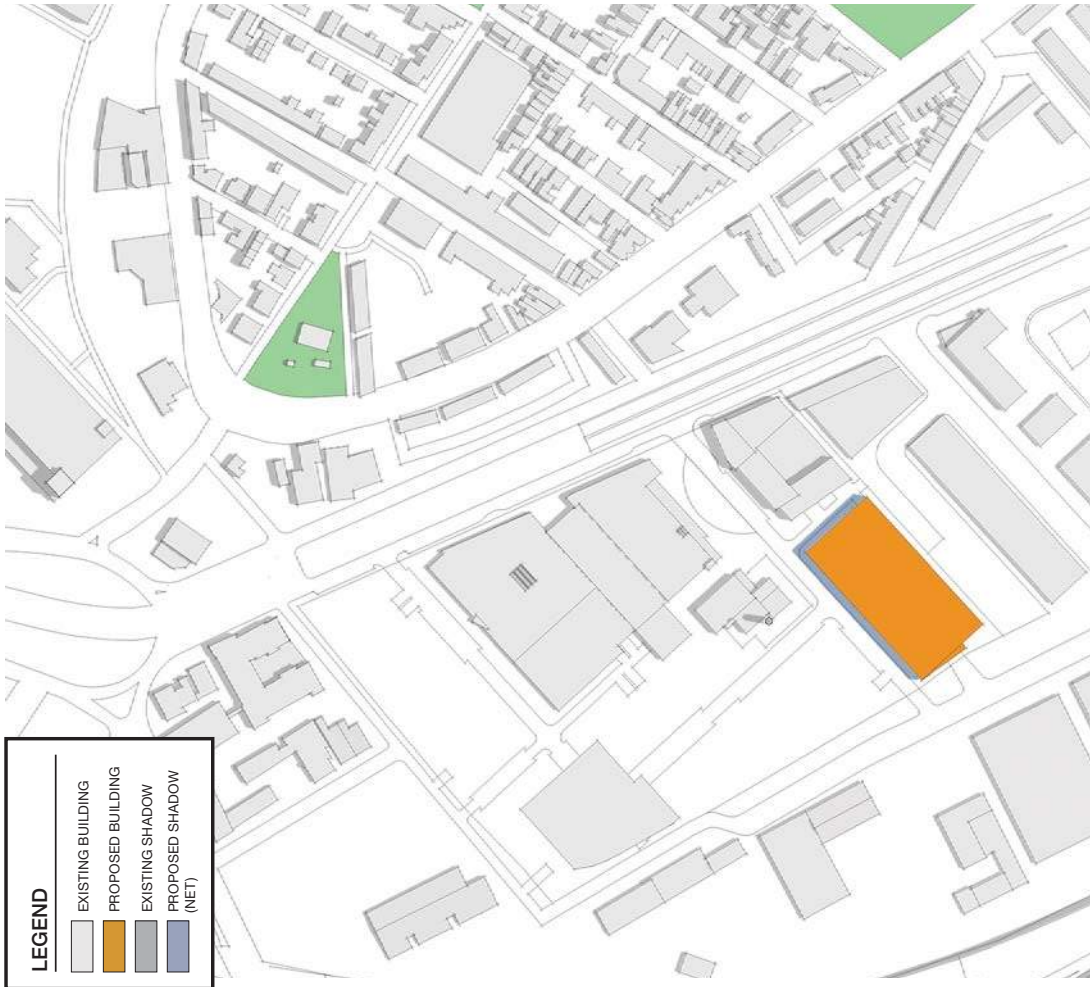 LEGEND
EXISTING BUILDING
PROPOSED BUILDING
EXISTING SHADOW
PROPOSED SHADOW
(NET)